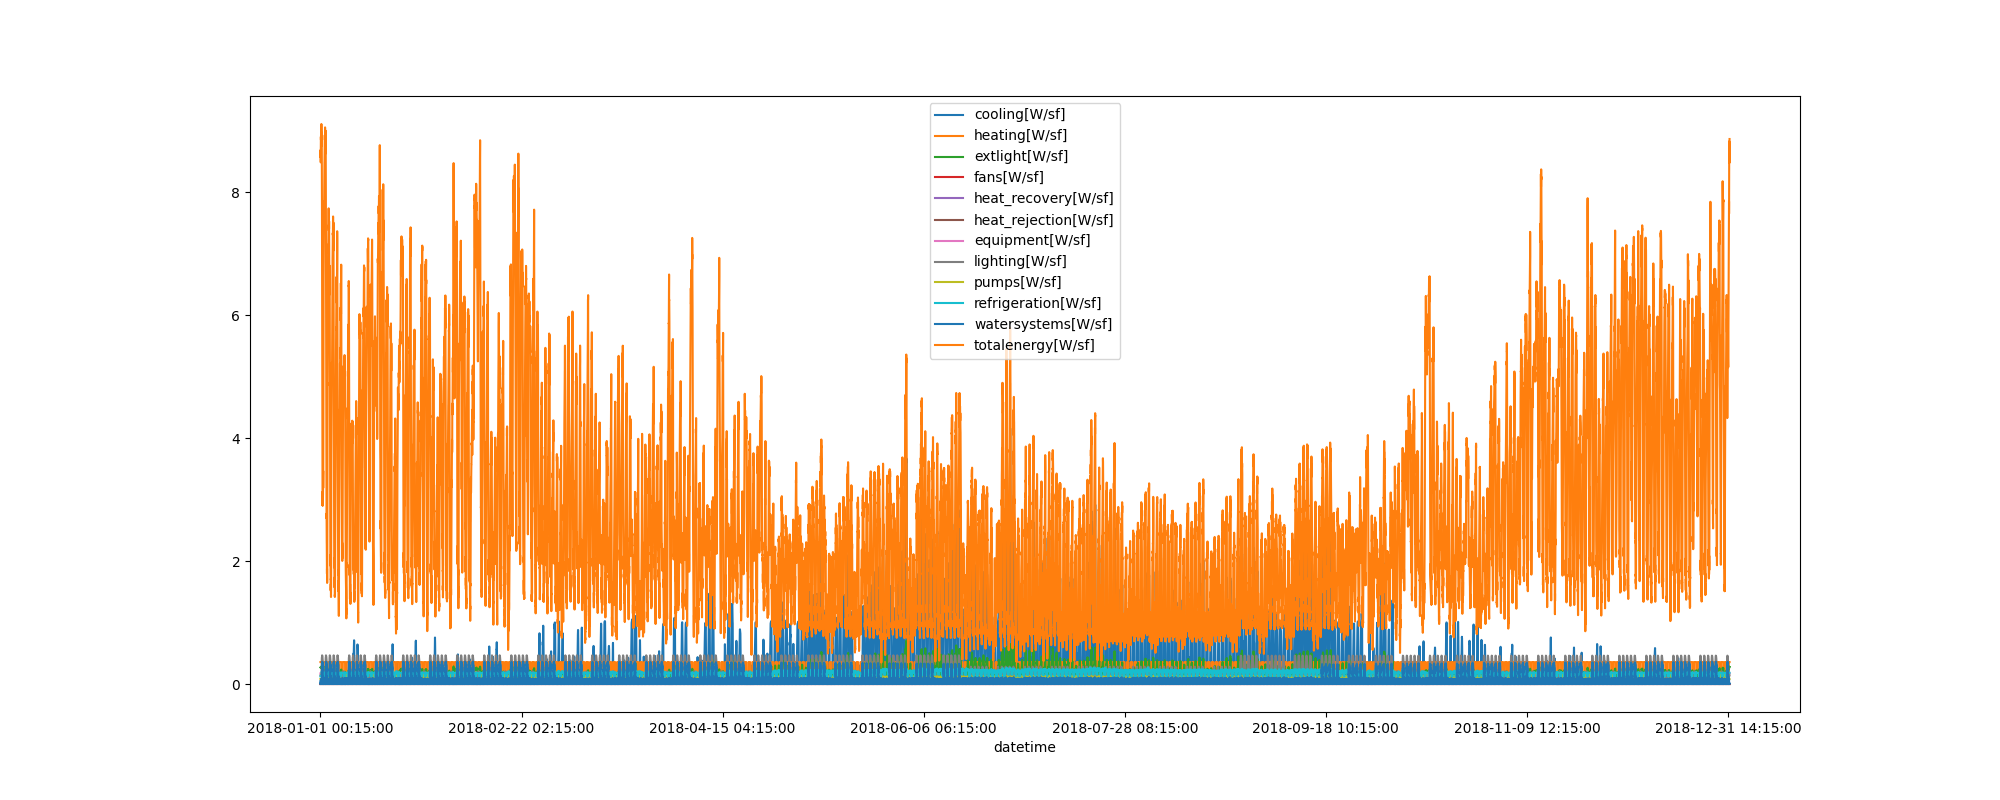 cooling[W/sf]
heating[W/sf]
extlight[W/sf]
fans[W/sf]
heat_recovery[W/sf]
heat_rejection[W/sf]
equipment[W/sf]
lighting[W/sf]
pumps[W/sf]
refrigeration[W/sf]
watersystems[W/sf]
totalenergy[W/sf]
8
6
4
2
0
2018-01-01 00:15:00 2018-02-22 02:15:00 2018-04-15 04:15:00 2018-06-06 06:15:00 2018-07-28 08:15:00 2018-09-18 10:15:00 2018-11-09 12:15:00 2018-12-31 14:15:00
datetime